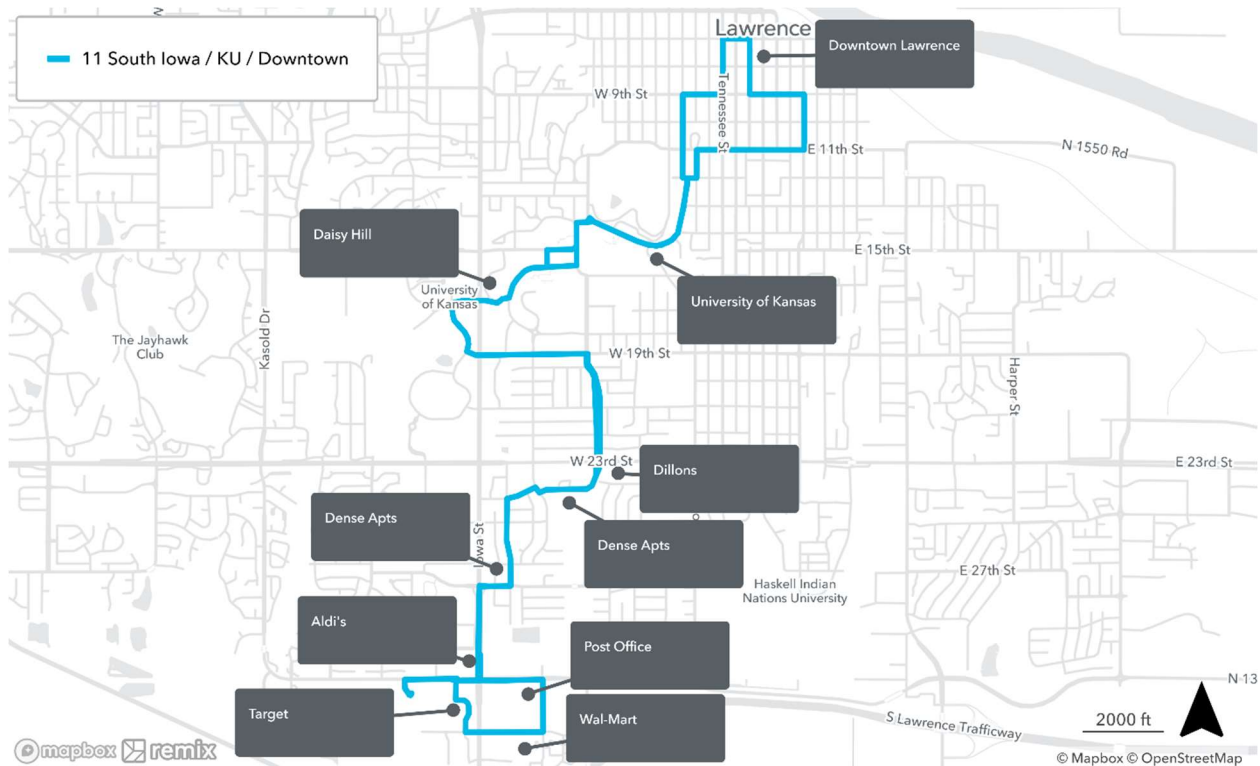 11 South Iowa / KU / Downtown
Lawrence
Downtown Lawrence
W 9th St
Tennessee St
E 11th St
N 1550 Rd
Daisy Hill
E 15th St
University
of Kansas
University of Kansas
The Jayhawk
Club
Kasold Dr
W 19th St
Harper St
W 23rd St
Dillons
E 23rd St
Dense Apts
Iowa St
Dense Apts
E 27th St
Haskell Indian
Nations University
Aldi's
Post Office
N 13
Target
Wal-Mart
S Lawrence Trafficway
2000 ft
mapbox remix
© Mapbox © OpenStreetMap